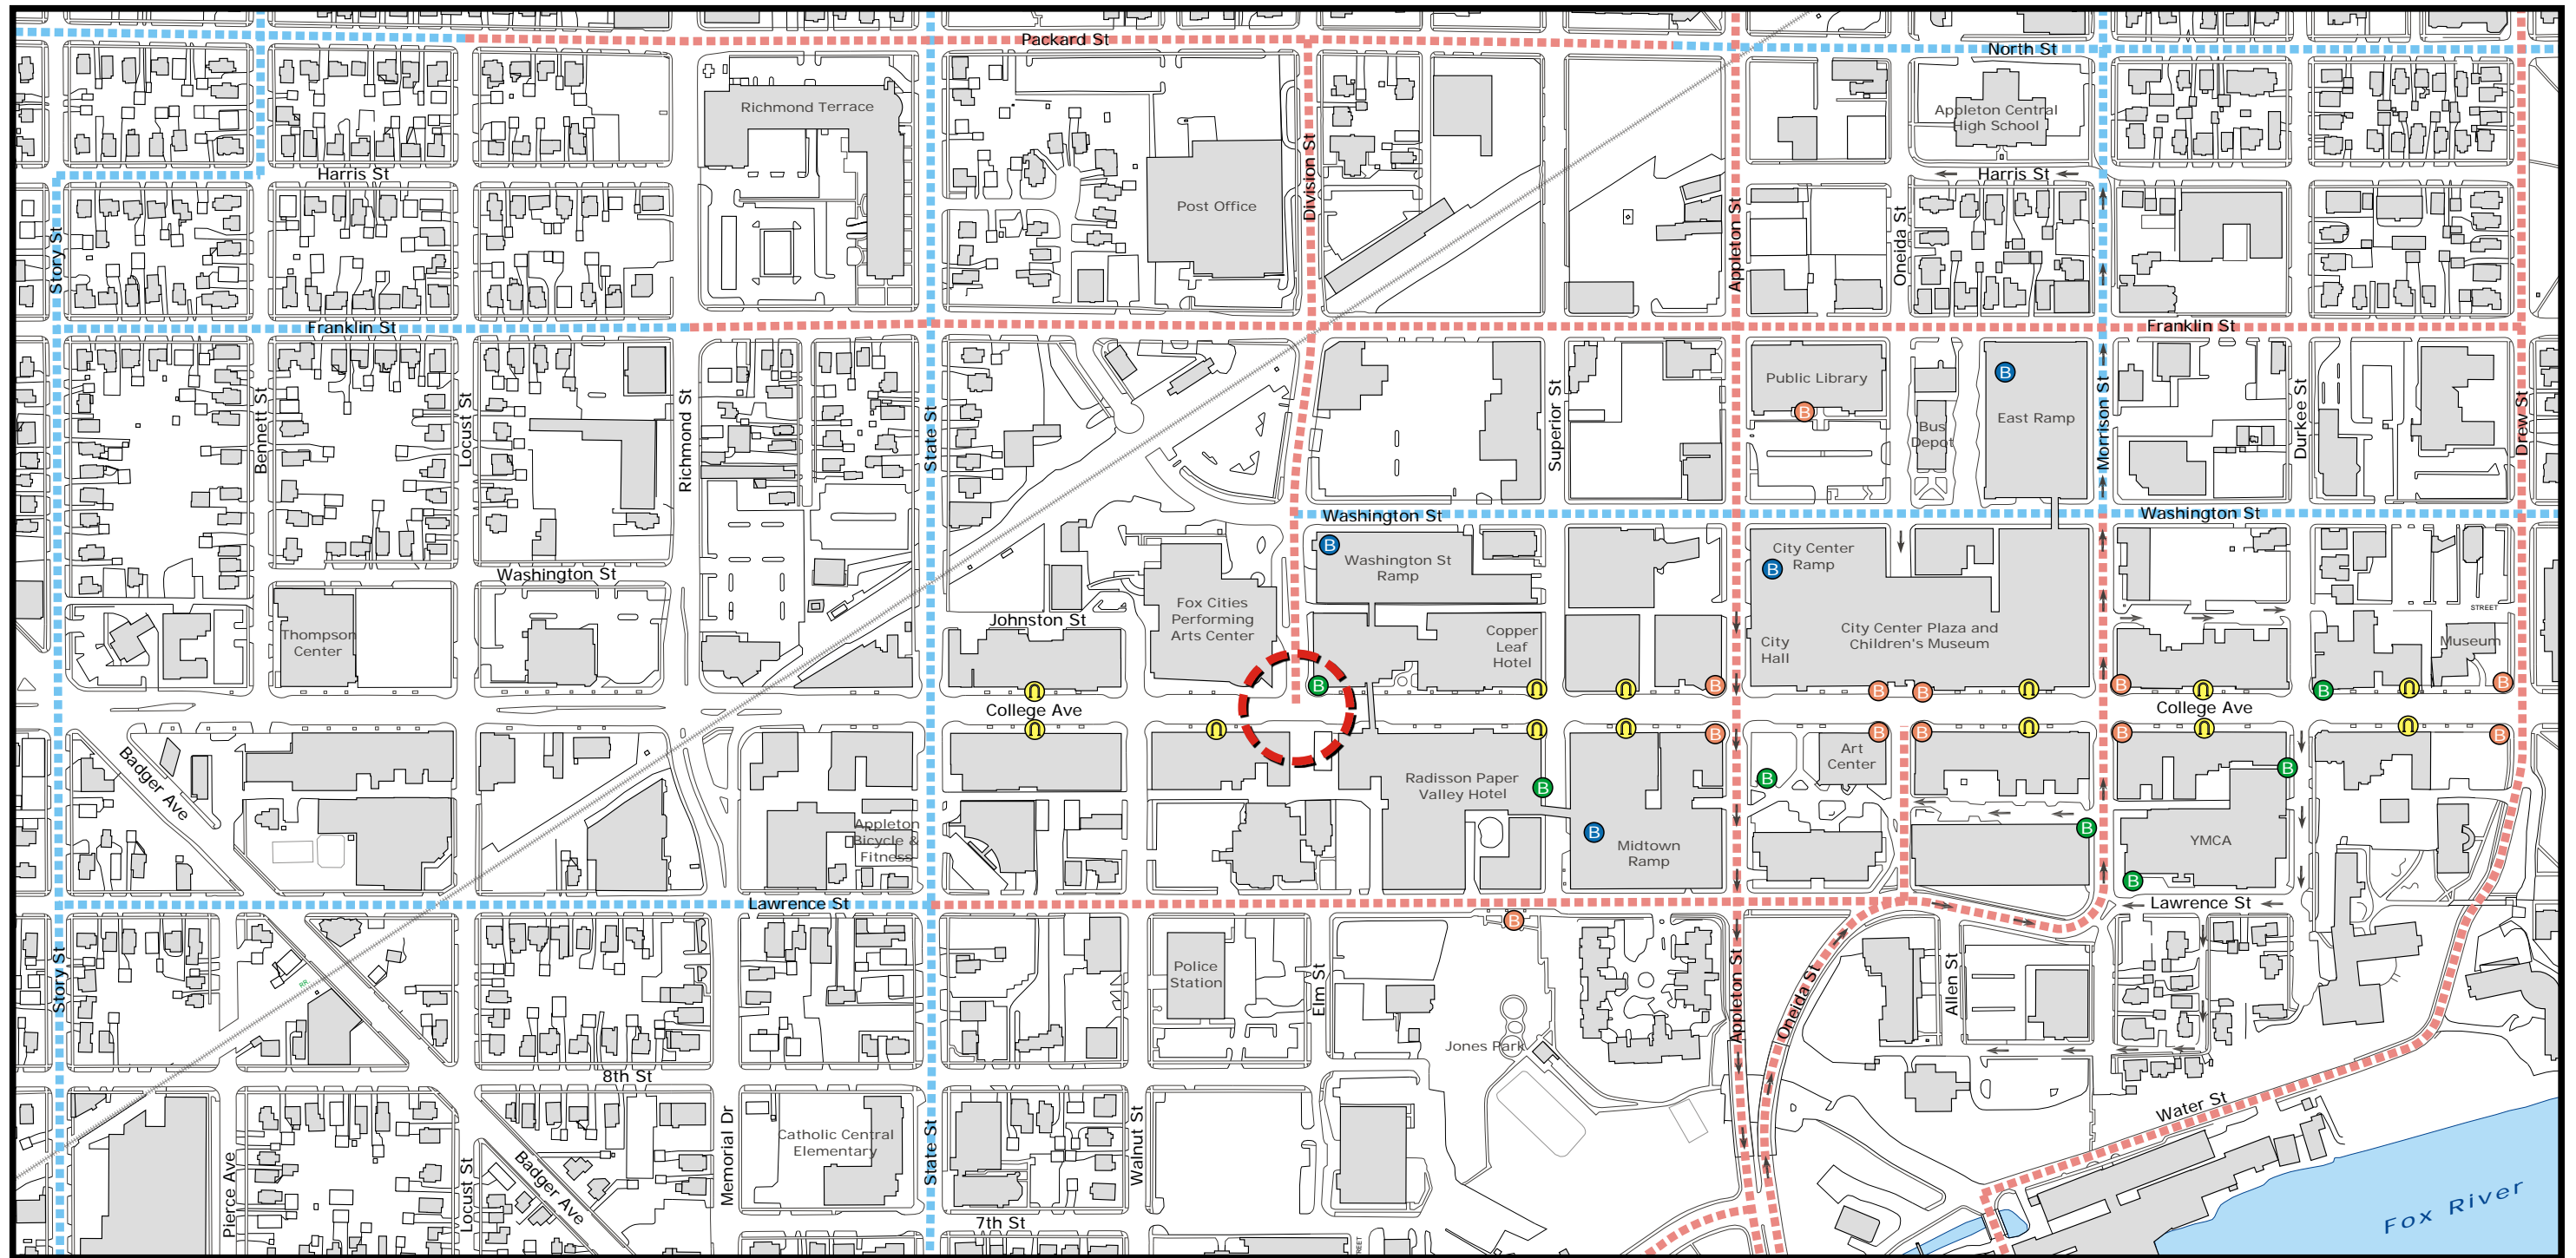 Packard St
North St
Richmond Terrace
Appleton Central
High School
Harris St
Harris St
Post Office
Division St
Appleton St
Oneida St
Story St
Franklin St
Franklin St
Bennett St
Locust St
Richmond St
State St
Superior St
Public Library
B
B
East Ramp
Bus
Depot
Morrison St
Durkee St
Drew St
Washington St
Washington St
Washington St
B
Washington St
Ramp
City Center
Ramp
B
Thompson
Center
Fox Cities
Performing
Arts Center
Johnston St
Copper
Leaf
Hotel
City
Hall
City Center Plaza and
Children's Museum
STREET
Museum
B
B
B
B
B
B
B
College Ave
College Ave
B
B
B
B
B
Badger Ave
Art
Center
B
B
B
Radisson Paper
Valley Hotel
Appleton
Bicycle &
Fitness
B
Midtown
Ramp
B
YMCA
B
Lawrence St
Lawrence St
B
Story St
RR
Police
Station
Elm St
Appleton St
Oneida St
Allen St
Jones Park
8th St
Water St
Pierce Ave
Locust St
Badger Ave
Memorial Dr
Catholic Central
Elementary
State St
Walnut St
7th St
Fox River